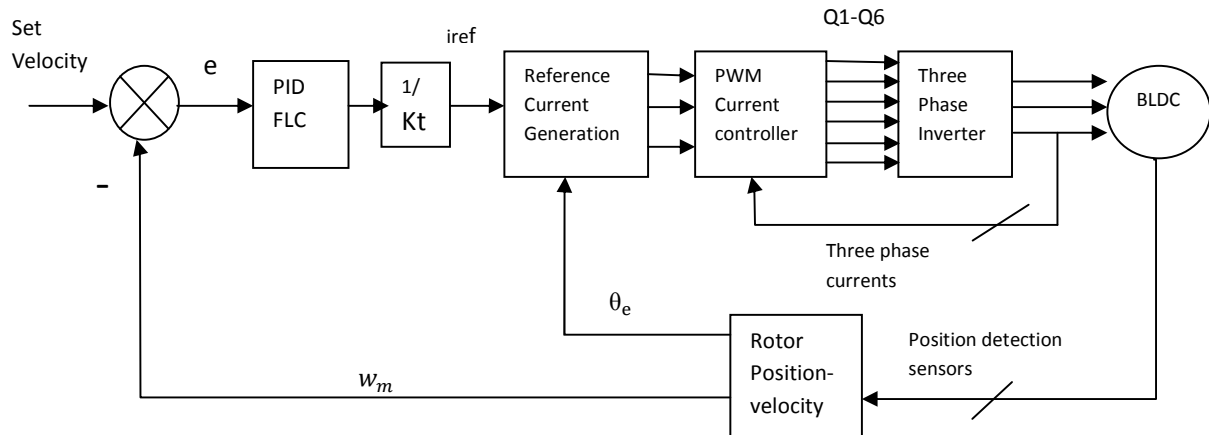 Q1-Q6
Set
Velocity
e
PID
FLC
1/
Kt
iref
Reference
Current
Generation
PWM
Current
controller
Three
Phase
Inverter
BLDC
-
Three phase
currents
θe
Rotor
Position-
velocity
Position detection
sensors
wm